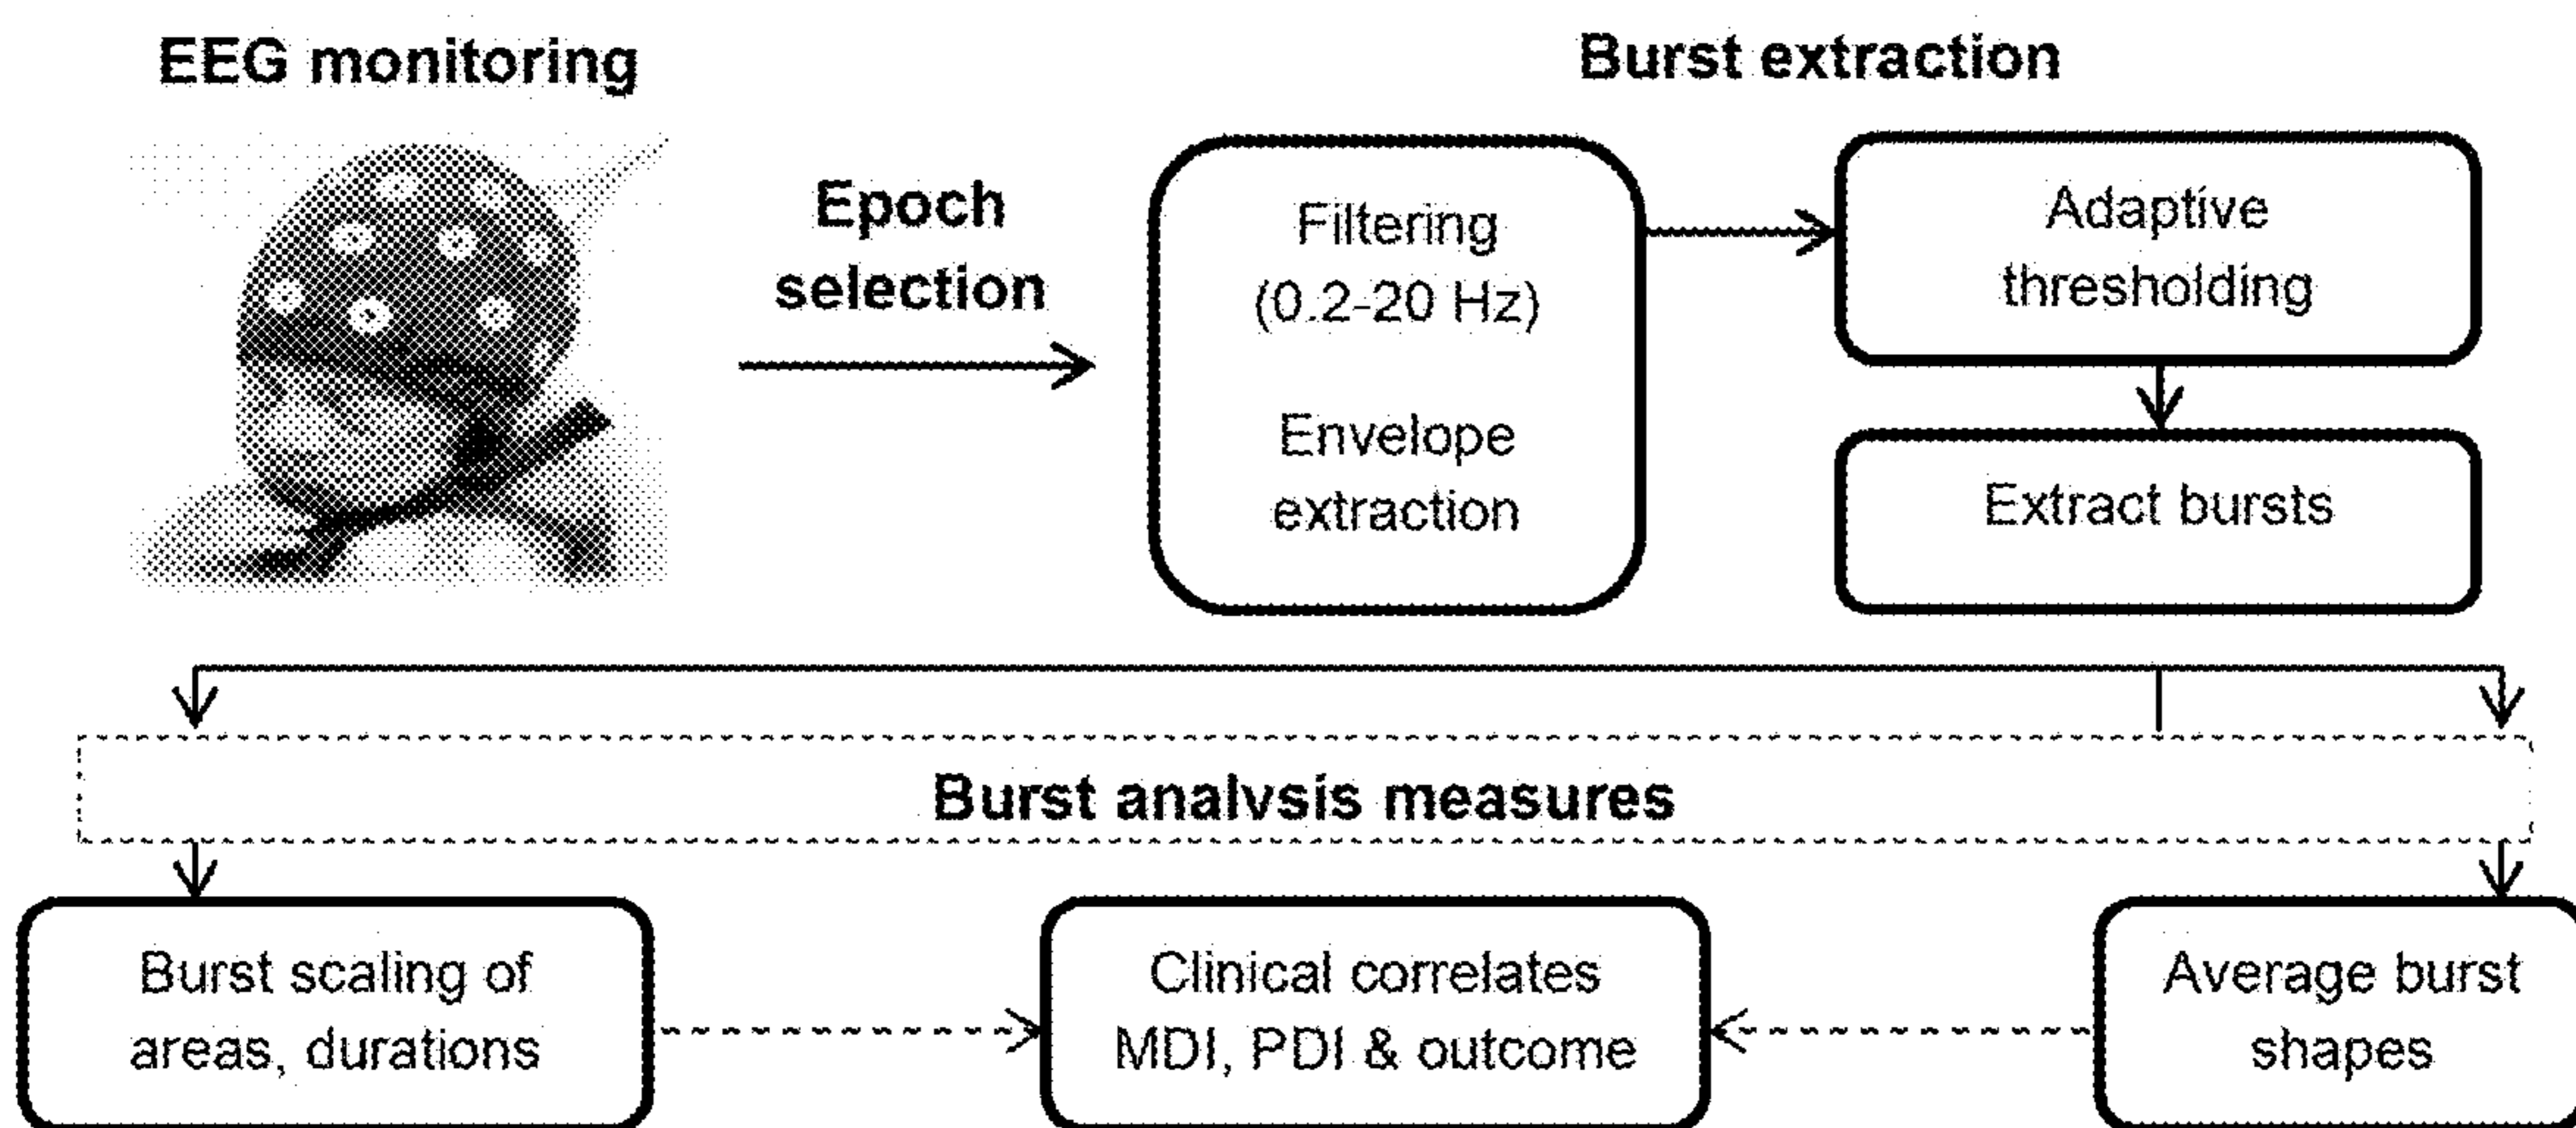 EEG monitoring
Burst extraction
Epoch
selection
Filtering
(0.2-20 Hz)
Envelope
extraction
Adaptive
thresholding
Extract bursts
Burst analysis measures
Burst scaling of
areas, durations
Clinical correlates
MDI, PDI & outcome
Average burst
shapes